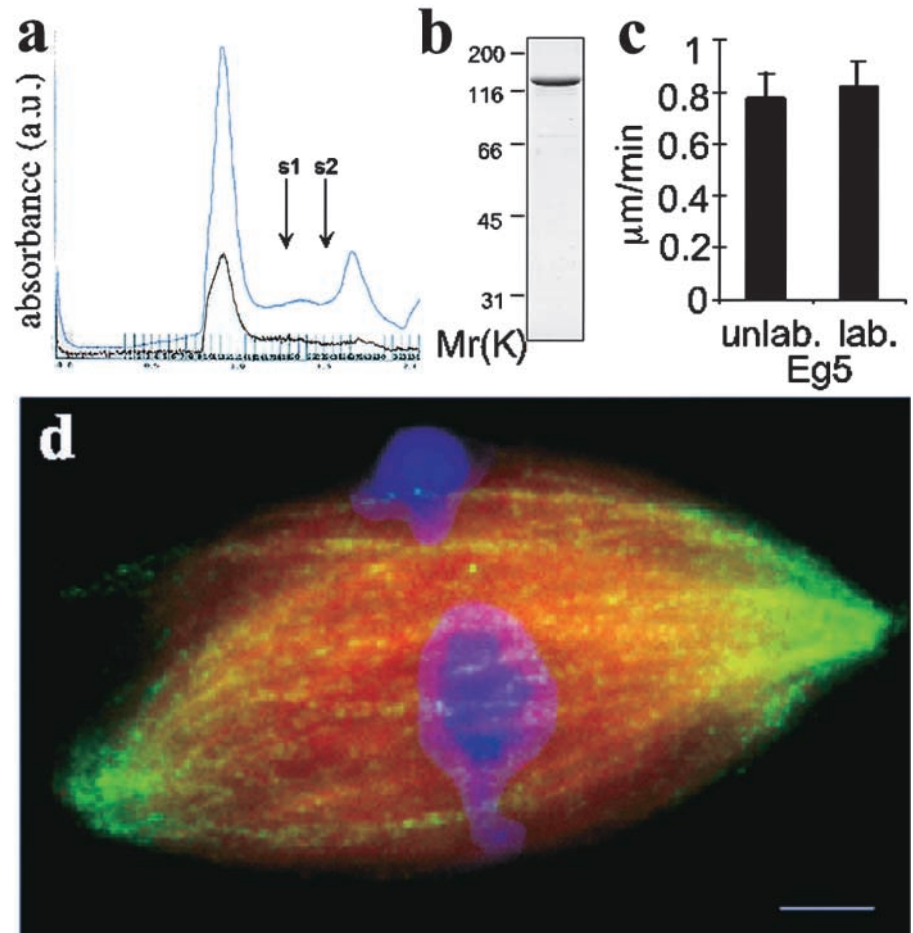 a
absorbancc (a.u.)
s1
s2
b
200
116
66
45
31
Mr(K)
c
1
0.8
0.6
0.4
0.2
0
μm/min
unlab. lab.
Eg5
d